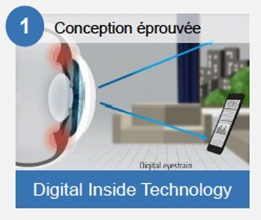 1
Conception éprouvée
Digital eyestrain
Digital Inside Technology